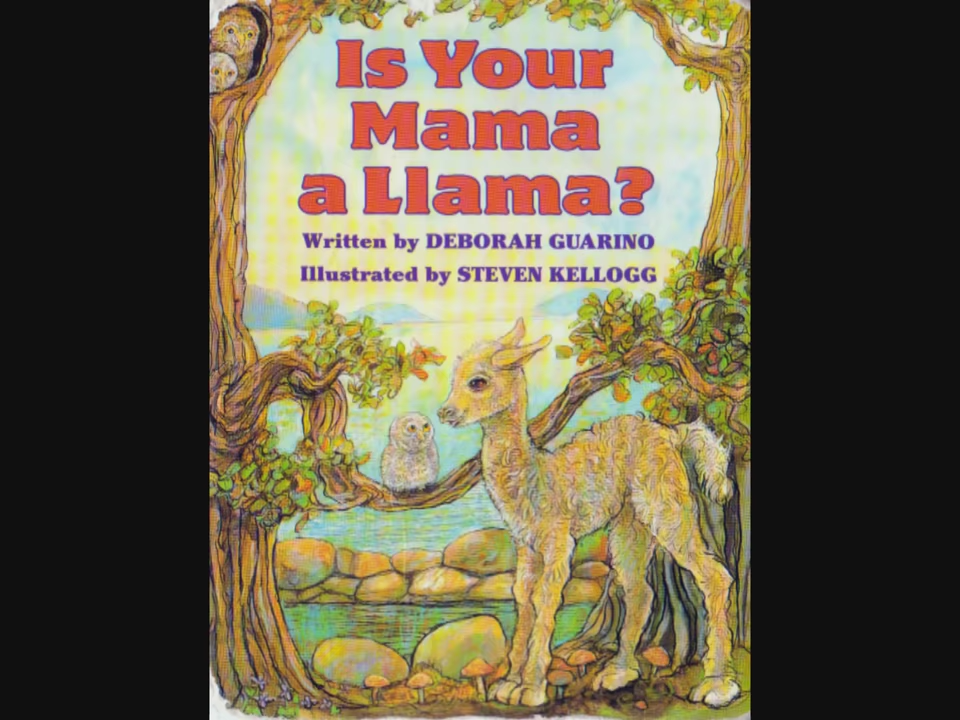 Is Your
Mama
a Llama?
Written by DEBORAH GUARINO
Illustrated by STEVEN KELLOGG